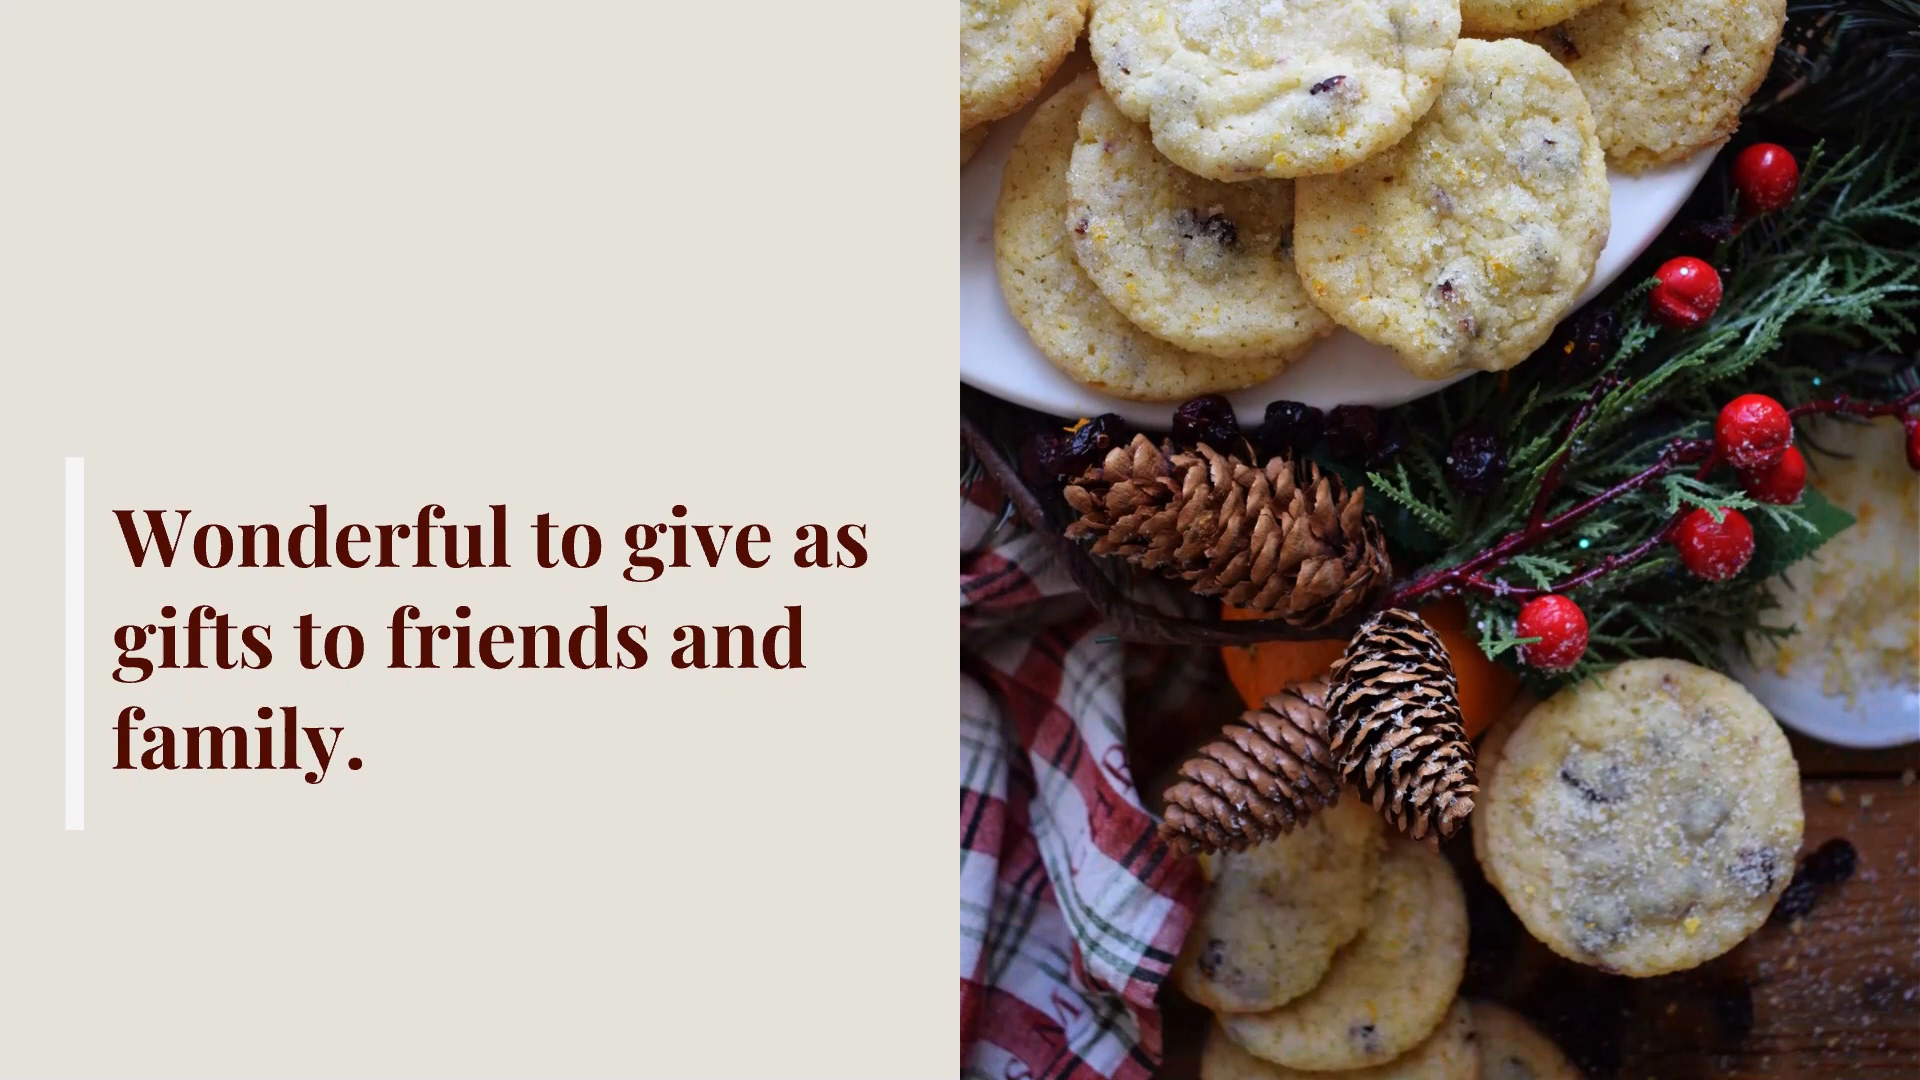 Wonderful to give as
gifts to friends and
family.